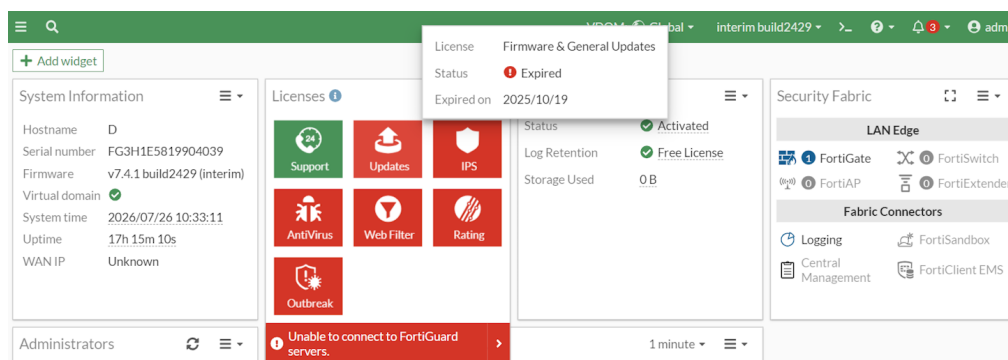 VDOM Global
interim build2429
>_
?
3
adm
License Firmware & General Updates
Status Expired
Expired on 2025/10/19
+ Add widget
System Information
Hostname D
Serial number FG3H1E5819904039
Firmware v7.4.1 build2429 (interim)
Virtual domain
System time 2026/07/26 10:33:11
Uptime 17h 15m 10s
WAN IP Unknown
Licenses
24
Support
Updates
IPS
AntiVirus
Web Filter
Rating
Outbreak
Unable to connect to FortiGuard
servers.
Status Activated
Log Retention Free License
Storage Used 0 B
Security Fabric
LAN Edge
1 FortiGate
0 FortiSwitch
0 FortiAP
0 FortiExtender
Fabric Connectors
Logging
FortiSandbox
Central
Management
FortiClient EMS
Administrators
1 minute